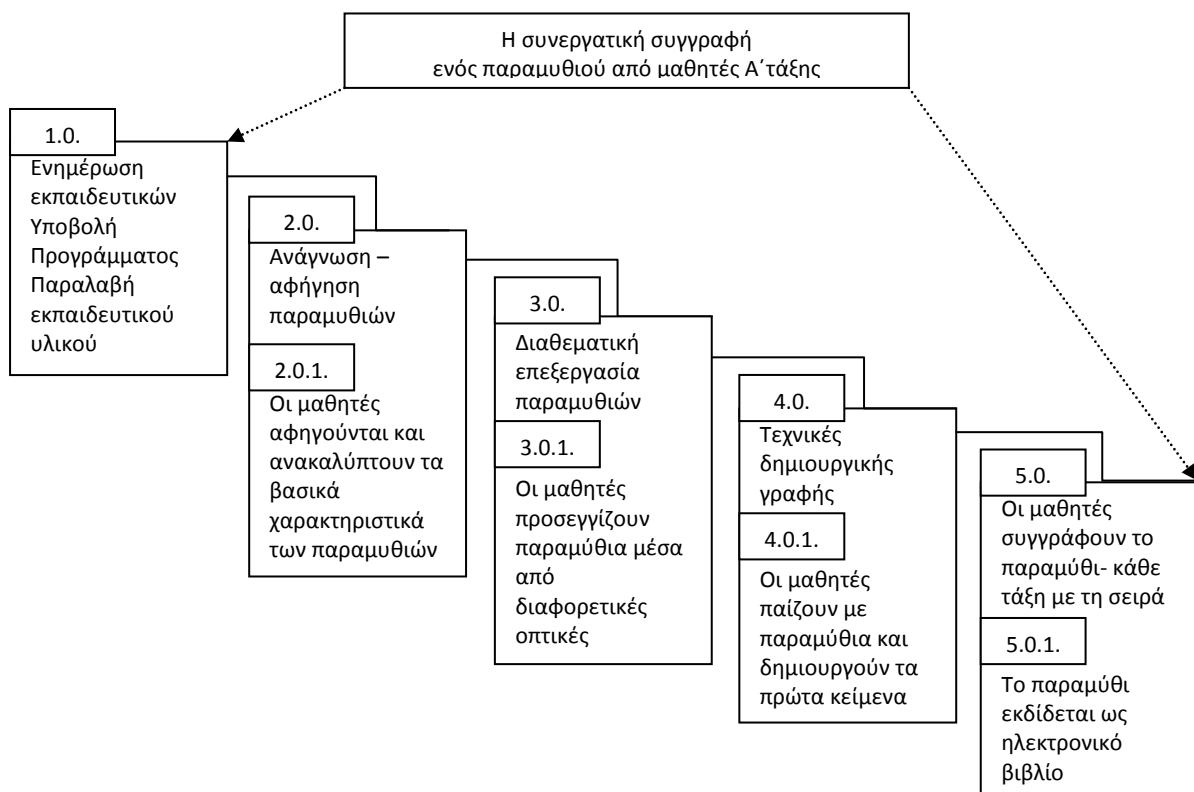 Η συνεργατική συγγραφή
ενός παραμυθιού από μαθητές Α΄τάξης
1.0.
Ενημέρωση
εκπαιδευτικών
Υποβολή
Προγράμματος
Παραλαβή
εκπαιδευτικού
υλικού
2.0.
Ανάγνωση –
αφήγηση
παραμυθιών
2.0.1.
Οι μαθητές
αφηγούνται και
ανακαλύπτουν τα
βασικά
χαρακτηριστικά
των παραμυθιών
3.0.
Διαθεματική
επεξεργασία
παραμυθιών
3.0.1.
Οι μαθητές
προσεγγίζουν
παραμύθια μέσα
από
διαφορετικές
οπτικές
4.0.
Τεχνικές
δημιουργικής
γραφής
4.0.1.
Οι μαθητές
παίζουν με
παραμύθια και
δημιουργούν τα
πρώτα κείμενα
5.0.
Οι μαθητές
συγγράφουν το
παραμύθι- κάθε
τάξη με τη σειρά
5.0.1.
Το παραμύθι
εκδίδεται ως
ηλεκτρονικό
βιβλίο